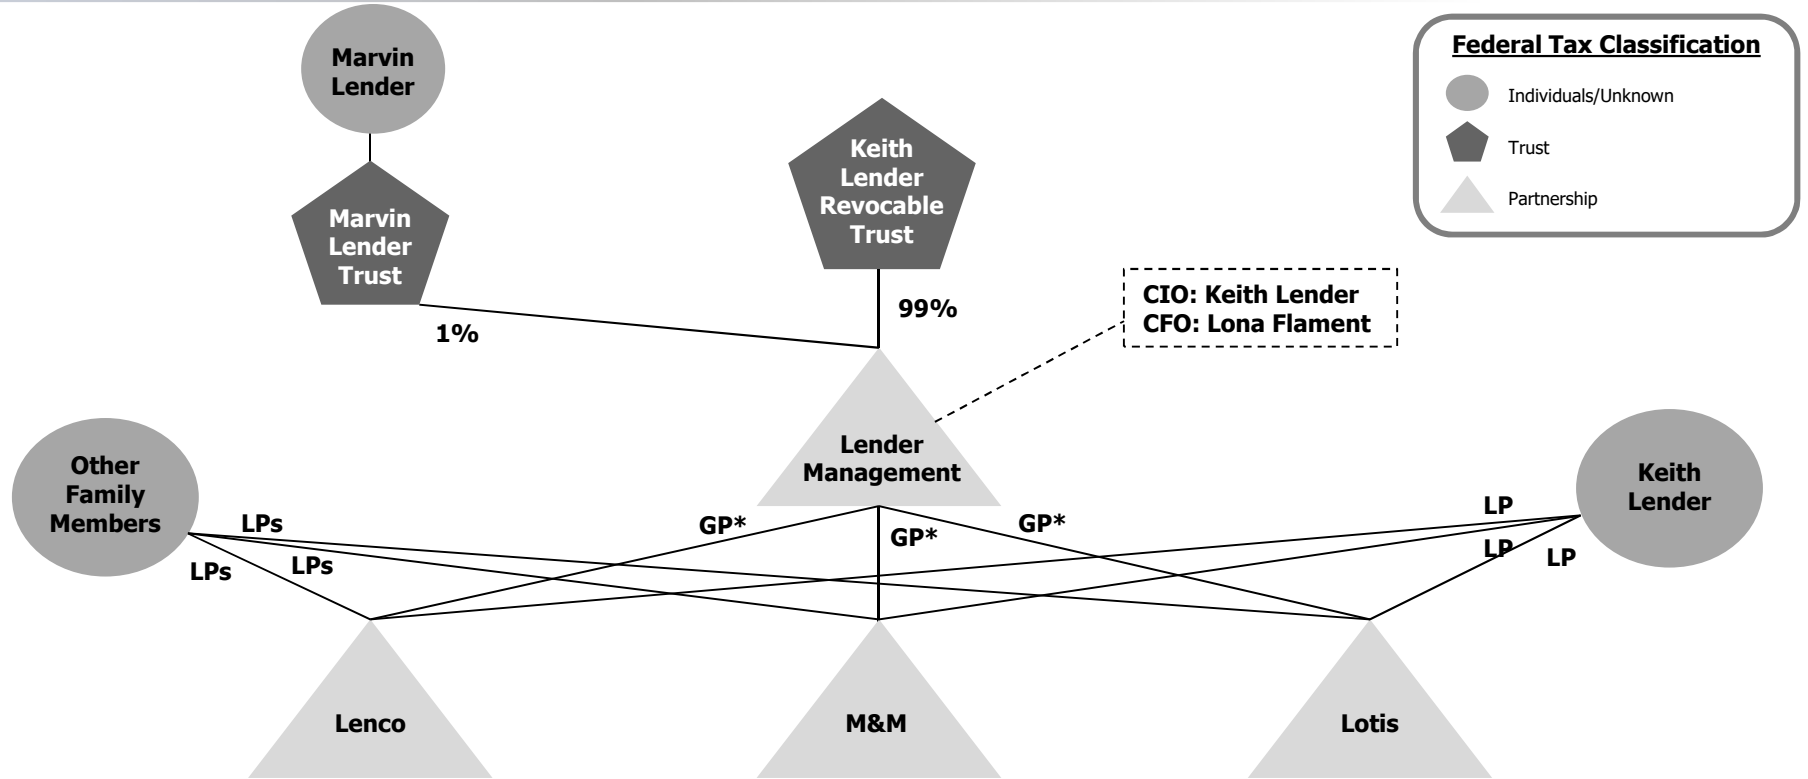 Marvin
Lender
Federal Tax Classification
Individuals/Unknown
Trust
Partnership
Keith
Lender
Revocable
Trust
Marvin
Lender
Trust
1%
99%
CIO: Keith Lender
CFO: Lona Flament
Other
Family
Members
Lender
Management
Keith
Lender
LPs
LPs
LPs
GP*
GP*
GP*
LP
LP
LP
Lenco
M&M
Lotis